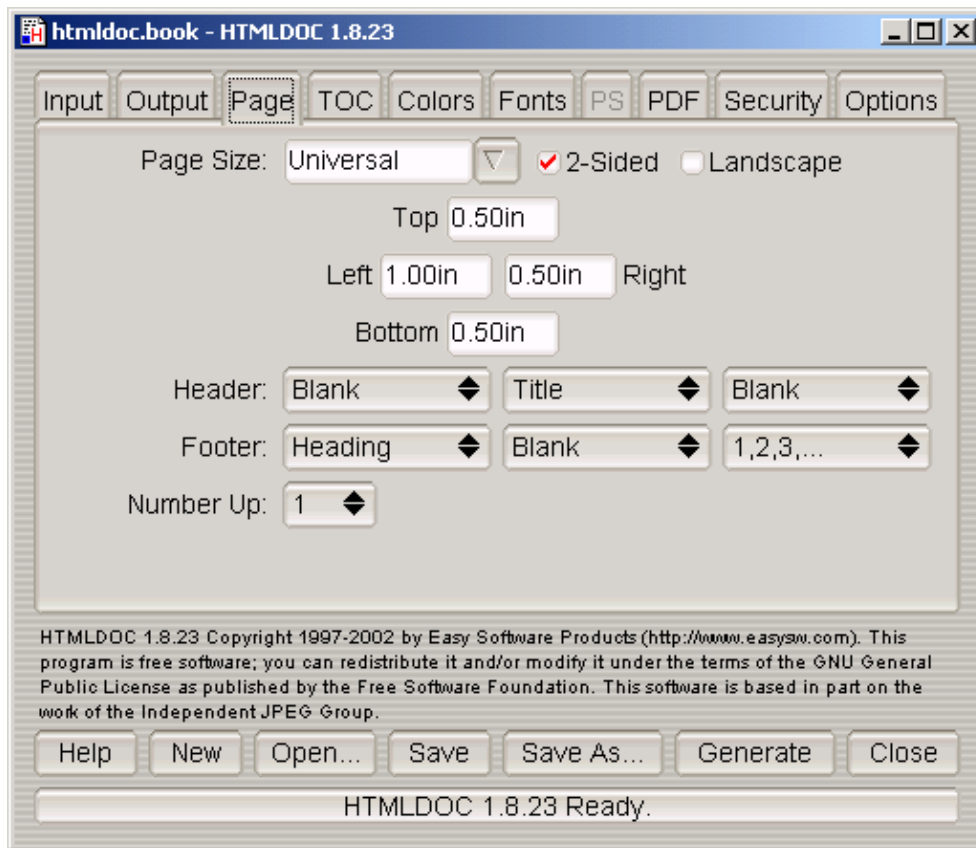 htmldoc.book - HTMLDOC 1.8.23
Input Output Page TOC Colors Fonts PS PDF Security Options
Page Size: Universal 2-Sided Landscape
Top 0.50in
Left 1.00in 0.50in Right
Bottom 0.50in
Header: Blank Title Blank
Footer: Heading Blank 1,2,3,...
Number Up: 1
HTMLDOC 1.8.23 Copyright 1997-2002 by Easy Software Products (http://www.easysw.com). This
program is free software; you can redistribute it and/or modify it under the terms of the GNU General
Public License as published by the Free Software Foundation. This software is based in part on the
work of the Independent JPEG Group.
Help New Open... Save Save As... Generate Close
HTMLDOC 1.8.23 Ready.